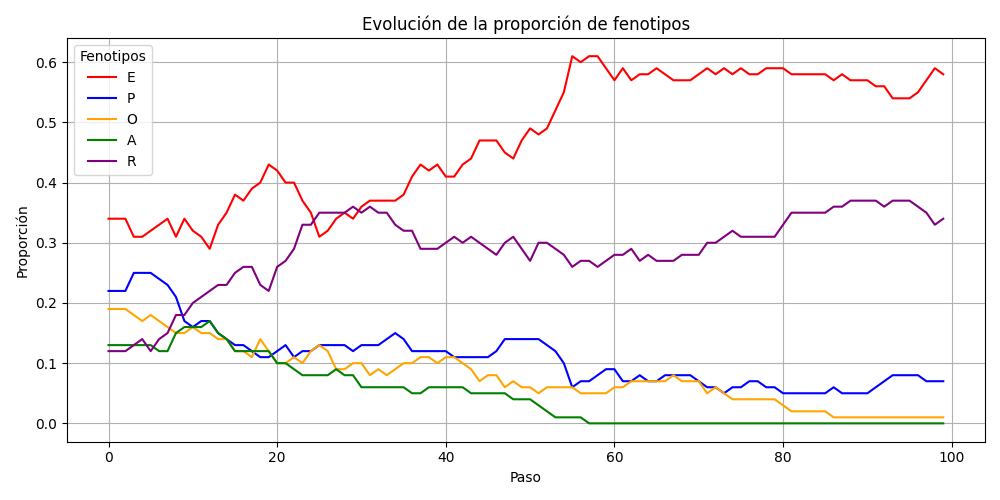 Evolución de la proporción de fenotipos
Proporción
0.6
0.5
0.4
0.3
0.2
0.1
0.0
Fenotipos
E
P
O
A
R
0 20 40 60 80 100
Paso